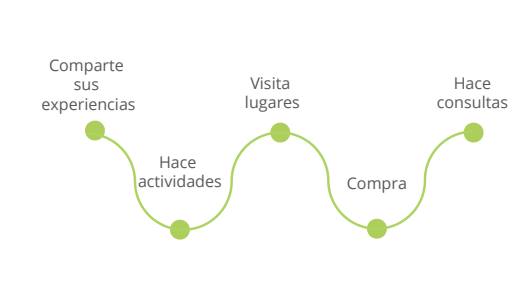 Comparte
sus
experiencias
Hace
actividades
Visita
lugares
Compra
Hace
consultas